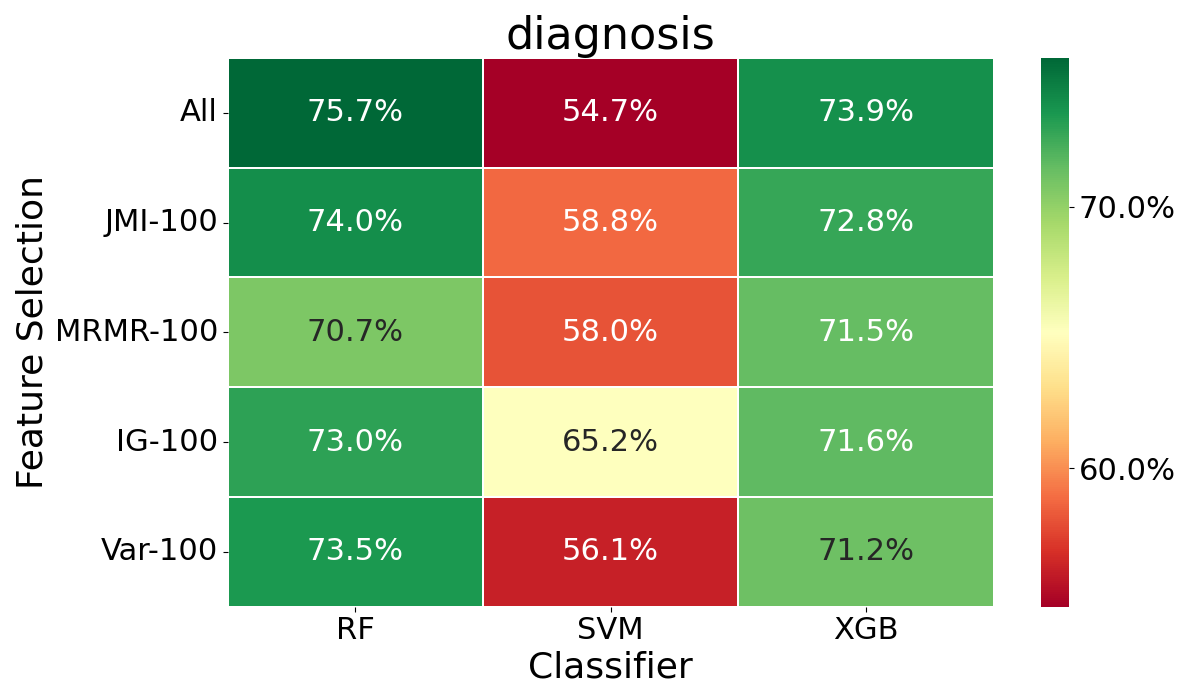 diagnosis
All 75.7% 54.7% 73.9%
JMI-100 74.0% 58.8% 72.8%
MRMR-100 70.7% 58.0% 71.5%
IG-100 73.0% 65.2% 71.6%
Var-100 73.5% 56.1% 71.2%
RF SVM XGB
Classifier
Feature Selection
70.0%
60.0%